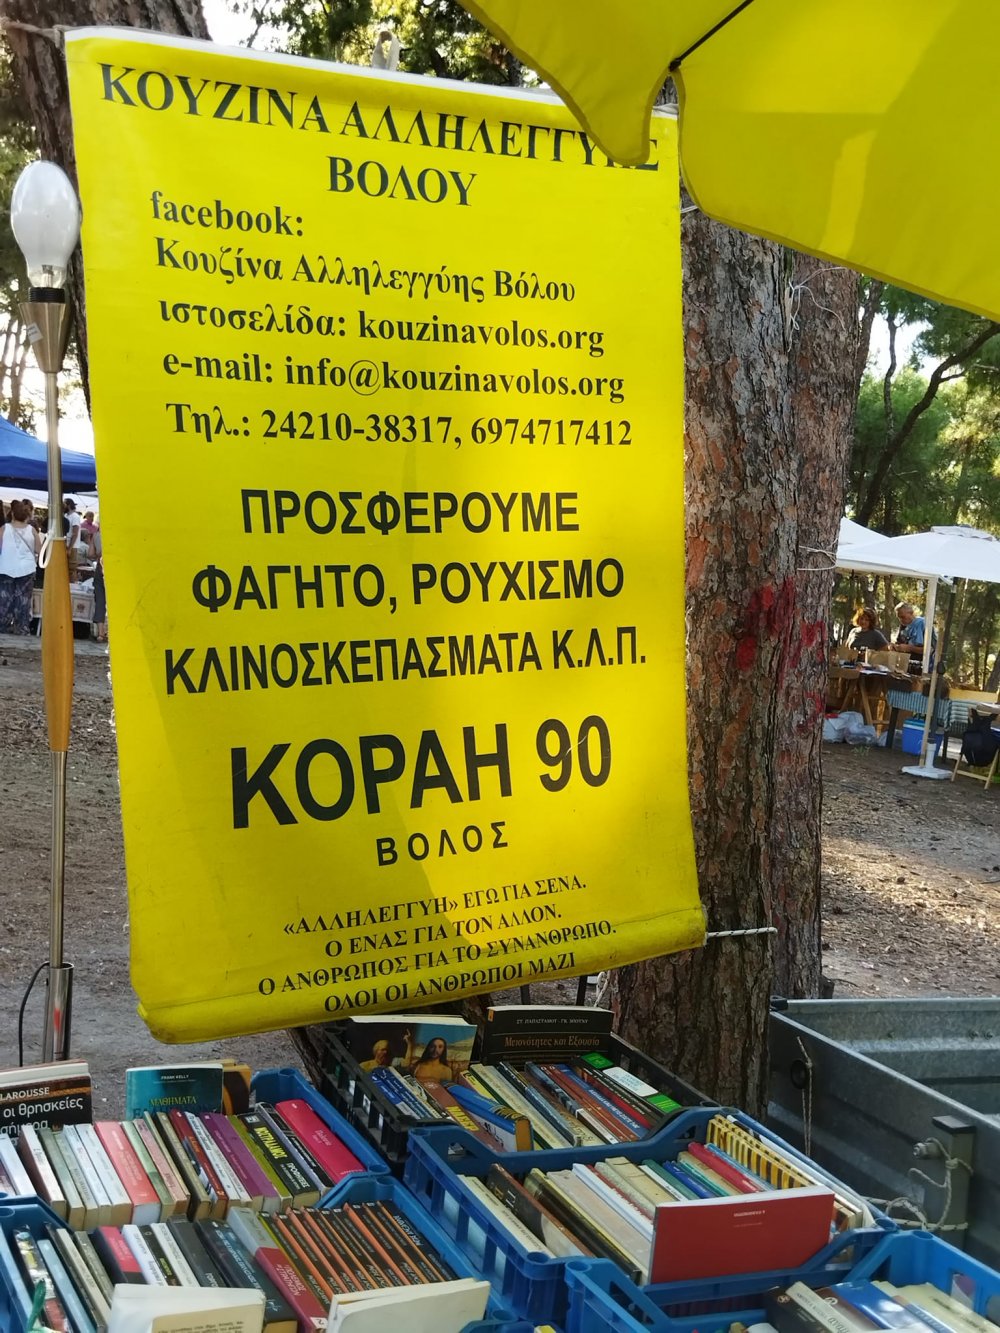 ΚΟΥΖΙΝΑ ΑΛΛΗΛΕΓΓΥΗΣ
ΒΟΛΟΥ
facebook:
Κουζίνα Αλληλεγγύης Βόλου
ιστοσελίδα: kouzinavolos.org
e-mail: info@kouzinavolos.org
Τηλ.: 24210-38317, 6974717412
ΠΡΟΣΦΕΡΟΥΜΕ
ΦΑΓΗΤΟ, ΡΟΥΧΙΣΜΟ
ΚΛΙΝΟΣΚΕΠΑΣΜΑΤΑ Κ.Λ.Π.
ΚΟΡΑΗ 90
ΒΟΛΟΣ
«ΑΛΛΗΛΕΓΓΥΗ» ΕΓΩ ΓΙΑ ΣΕΝΑ.
Ο ΕΝΑΣ ΓΙΑ ΤΟΝ ΑΛΛΟΝ.
Ο ΑΝΘΡΩΠΟΣ ΓΙΑ ΤΟ ΣΥΝΑΝΘΡΩΠΟ.
ΟΛΟΙ ΟΙ ΑΝΘΡΩΠΟΙ ΜΑΖΙ
Μειονότητες και Εξουσία
LAROUSSE
οι θρησκείες
FRANK KELLY
ΜΑΘΗΜΑΤΑ